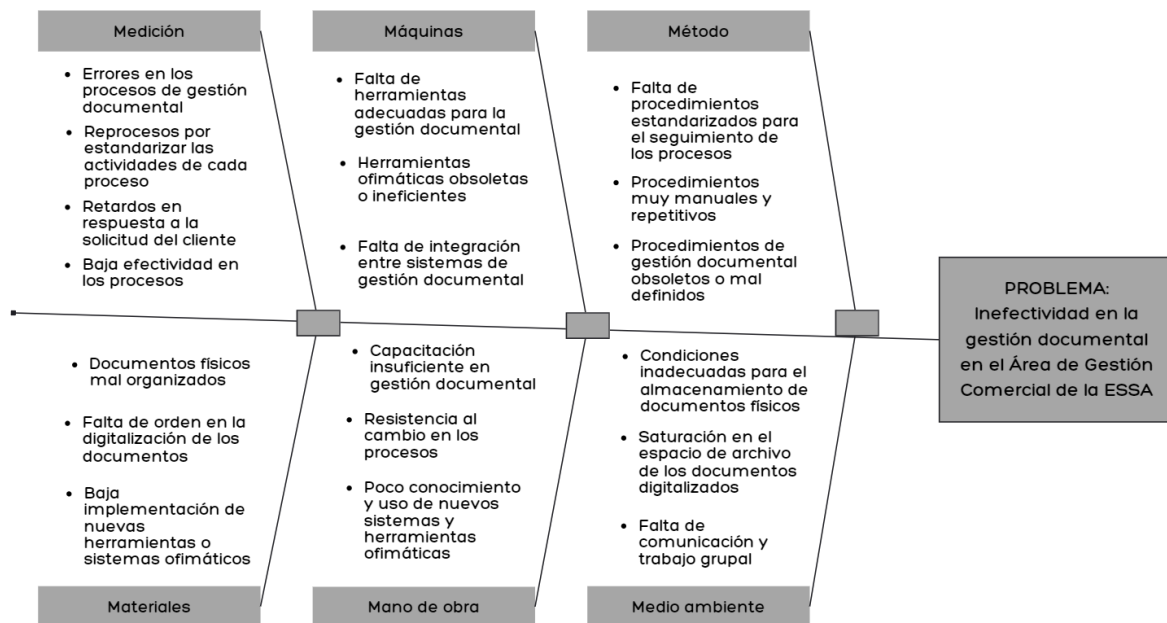 Medición
• Errores en los
procesos de gestión
documental
• Reprocesos por
estandarizar las
actividades de cada
proceso
• Retardos en
respuesta a la
solicitud del cliente
• Baja efectividad en
los procesos
Máquinas
• Falta de
herramientas
adecuadas para la
gestión documental
• Herramientas
ofimáticas obsoletas
o ineficientes
• Falta de integración
entre sistemas de
gestión documental
Método
• Falta de
procedimientos
estandarizados para
el seguimiento de
los procesos
• Procedimientos
muy manuales y
repetitivos
• Procedimientos de
gestión documental
obsoletos o mal
definidos
PROBLEMA:
Inefectividad en la
gestión documental
en el Área de Gestión
Comercial de la ESSA
• Documentos físicos
mal organizados
• Falta de orden en la
digitalización de los
documentos
• Baja
implementación de
nuevas
herramientas o
sistemas ofimáticos
Materiales
• Capacitación
insuficiente en
gestión documental
• Resistencia al
cambio en los
procesos
• Poco conocimiento
y uso de nuevos
sistemas y
herramientas
ofimáticas
Mano de obra
• Condiciones
inadecuadas para el
almacenamiento de
documentos físicos
• Saturación en el
espacio de archivo
de los documentos
digitalizados
• Falta de
comunicación y
trabajo grupal
Medio ambiente